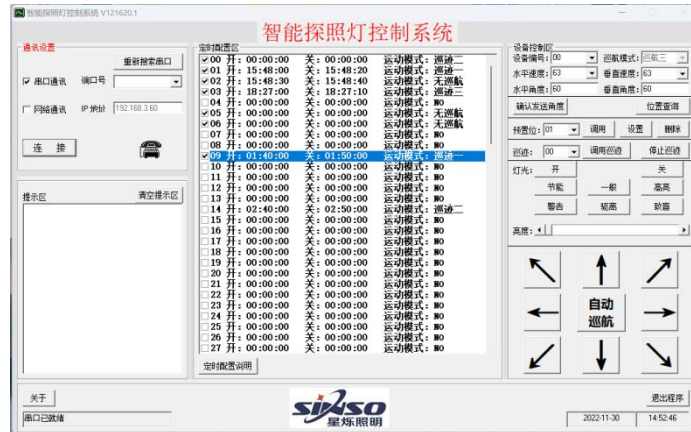 智能探照灯控制系统 V121620.1
智能探照灯控制系统
通讯设置
重新搜索串口
串口通讯 端口号
网络通讯 IP地址 192.168.3.60
连 接
提示区 清空提示区
定时配置区
00 开: 00:00:00 关: 00:00:00 运动模式: 巡迹二
01 开: 15:48:00 关: 15:48:20 运动模式: 巡迹一
02 开: 15:48:30 关: 15:48:40 运动模式: 无巡航
03 开: 18:27:00 关: 18:27:10 运动模式: 巡迹三
04 开: 00:00:00 关: 00:00:00 运动模式: NO
05 开: 00:00:00 关: 00:00:00 运动模式: 无巡航
06 开: 00:00:00 关: 00:00:00 运动模式: 无巡航
07 开: 00:00:00 关: 00:00:00 运动模式: NO
08 开: 00:00:00 关: 00:00:00 运动模式: NO
09 开: 01:40:00 关: 01:50:00 运动模式: 巡迹一
10 开: 00:00:00 关: 00:00:00 运动模式: NO
11 开: 00:00:00 关: 00:00:00 运动模式: NO
12 开: 00:00:00 关: 00:00:00 运动模式: NO
13 开: 00:00:00 关: 00:00:00 运动模式: NO
14 开: 02:40:00 关: 02:50:00 运动模式: 巡迹二
15 开: 00:00:00 关: 00:00:00 运动模式: NO
16 开: 00:00:00 关: 00:00:00 运动模式: NO
17 开: 00:00:00 关: 00:00:00 运动模式: NO
18 开: 00:00:00 关: 00:00:00 运动模式: NO
19 开: 00:00:00 关: 00:00:00 运动模式: NO
20 开: 00:00:00 关: 00:00:00 运动模式: NO
21 开: 00:00:00 关: 00:00:00 运动模式: NO
22 开: 00:00:00 关: 00:00:00 运动模式: NO
23 开: 00:00:00 关: 00:00:00 运动模式: NO
24 开: 00:00:00 关: 00:00:00 运动模式: NO
25 开: 00:00:00 关: 00:00:00 运动模式: NO
26 开: 00:00:00 关: 00:00:00 运动模式: NO
27 开: 00:00:00 关: 00:00:00 运动模式: NO
定时配置说明
设备控制区
设备编号: 00 巡航模式: 巡航三
水平速度: 63 垂直速度: 63
水平角度: 60 垂直角度: 60
确认发送角度 位置查询
预置位: 01 调用 设置 删除
巡迹: 00 调用巡迹 停止巡迹
灯光: 开 关
节能 一般 高亮
警告 驱离 致盲
亮度:
自动
巡航
关于 退出程序
SINSO
星烁照明
串口已就绪 2022-11-30 14:52:46